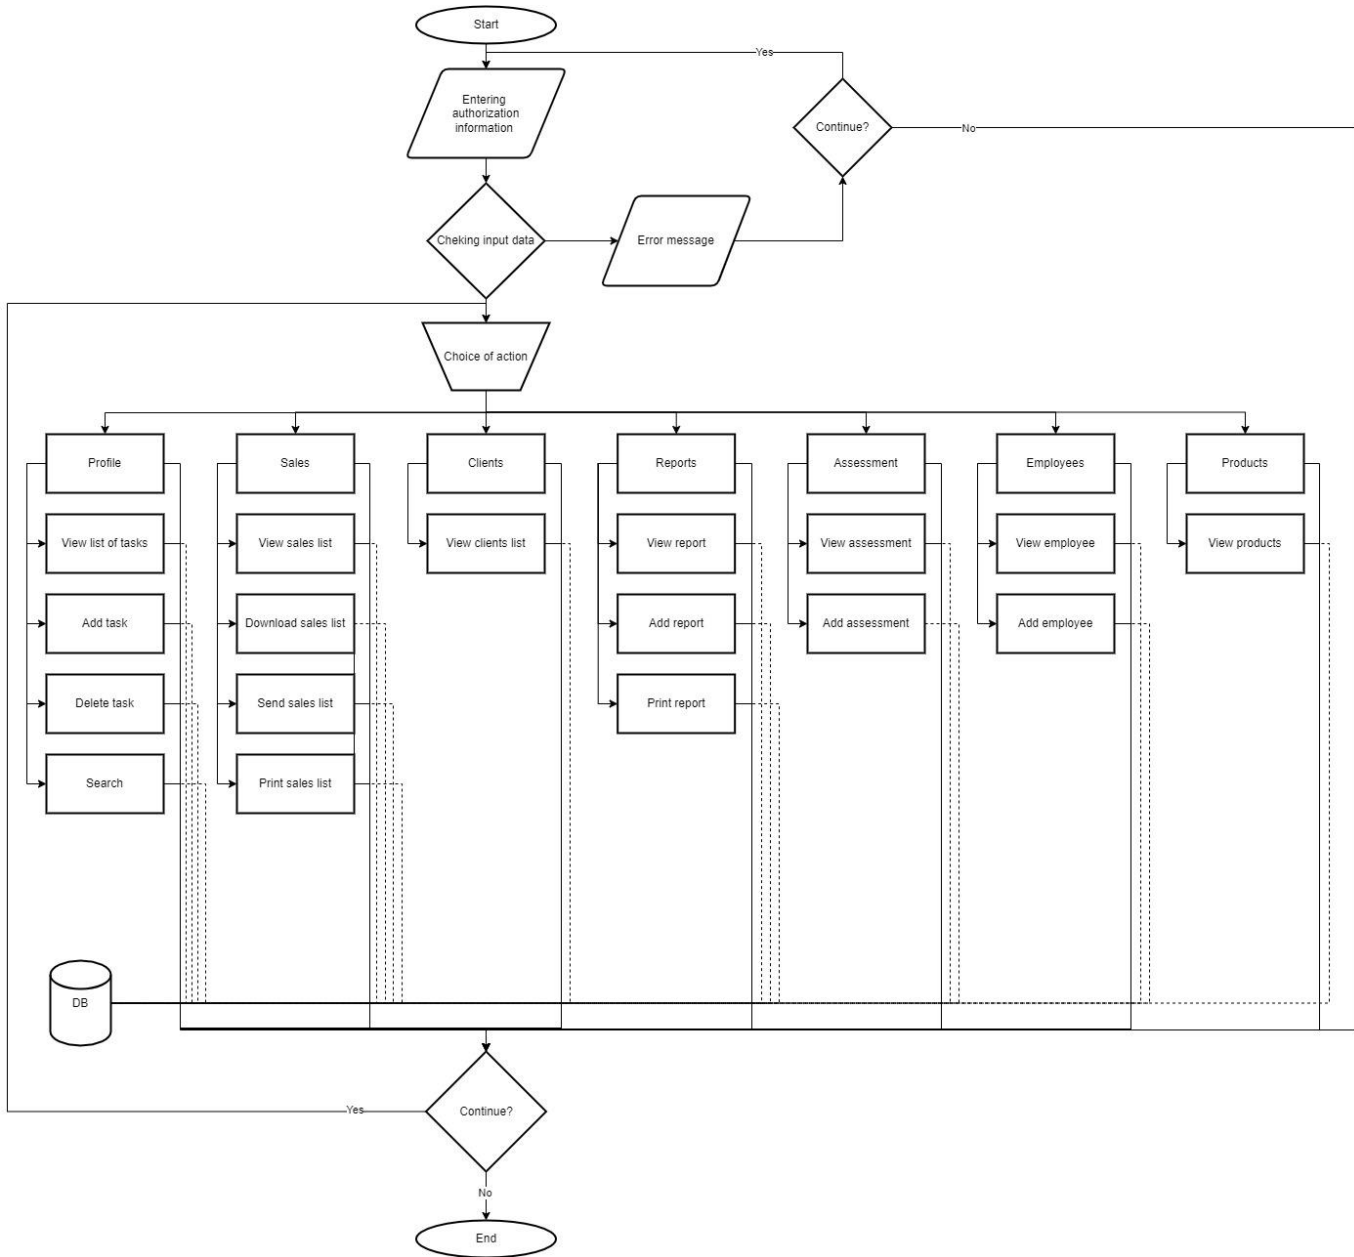 Start
Yes
Entering
authorization
information
Continue?
No
Cheking input data
Error message
Choice of action
Profile
Sales
Clients
Reports
Assessment
Employees
Products
View list of tasks
View sales list
View clients list
View report
View assessment
View employee
View products
Add task
Download sales list
Add report
Add assessment
Add employee
Delete task
Send sales list
Print report
Search
Print sales list
DB
Yes
Continue?
No
End